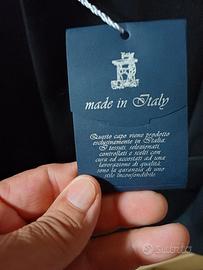 made in Italy
Questo capo viene prodotto
esclusivamente in Italia.
I tessuti, selezionati,
controllati e scelti con
cura ed accostati ad una
lavorazione di qualità,
sono la garanzia di uno
stile inconfondibile